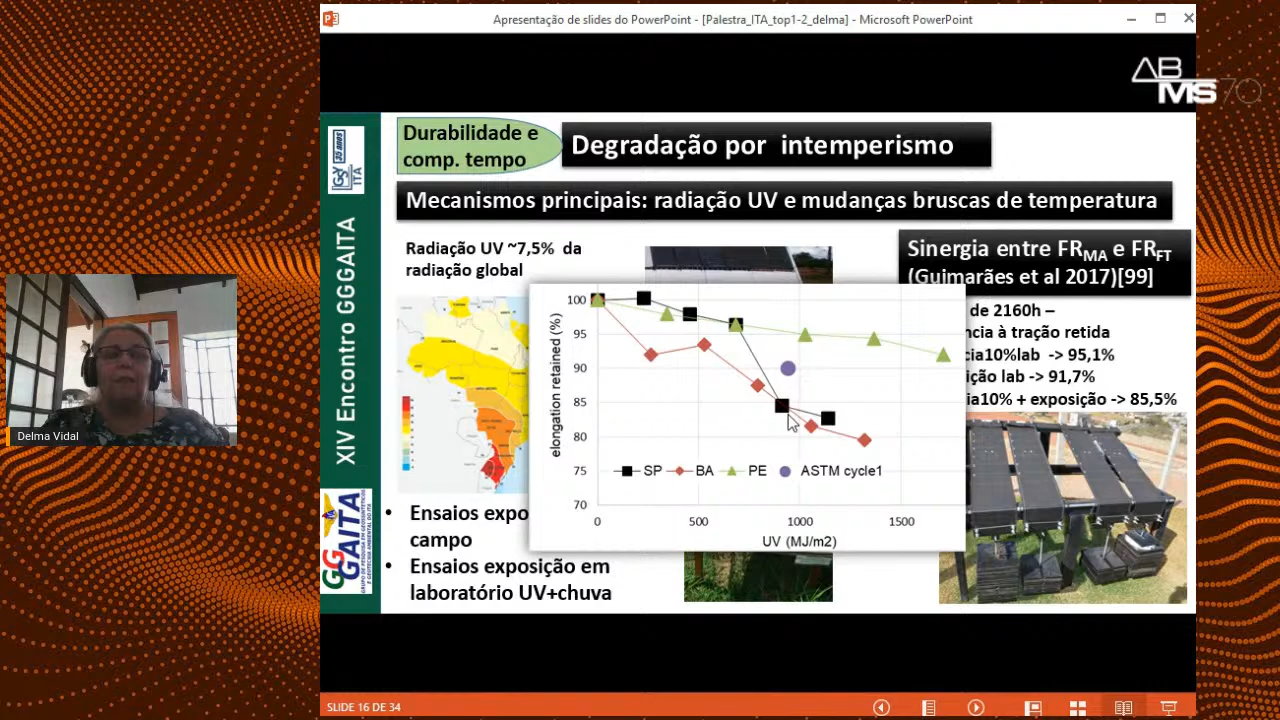 Apresentação de slides do PowerPoint - [Palestra_ITA_top1-2_delma] - Microsoft PowerPoint
ABMS70
35 anos
IGS
ITA
XIV Encontro GGGAITA
GGGAITA
Durabilidade e
comp. tempo
Degradação por intemperismo
Mecanismos principais: radiação UV e mudanças bruscas de temperatura
Radiação UV ~7,5% da
radiação global
Sinergia entre FRMA e FRFT
(Guimarães et al 2017)[99]
de 2160h –
ncia à tração retida
cia10%lab -> 95,1%
ição lab -> 91,7%
ia10% + exposição -> 85,5%
elongation retained (%)
100
95
90
85
80
75
70
SP
BA
PE
ASTM cycle1
0
500
1000
1500
UV (MJ/m2)
• Ensaios expo
campo
• Ensaios exposição em
laboratório UV+chuva
Delma Vidal
SLIDE 16 DE 34